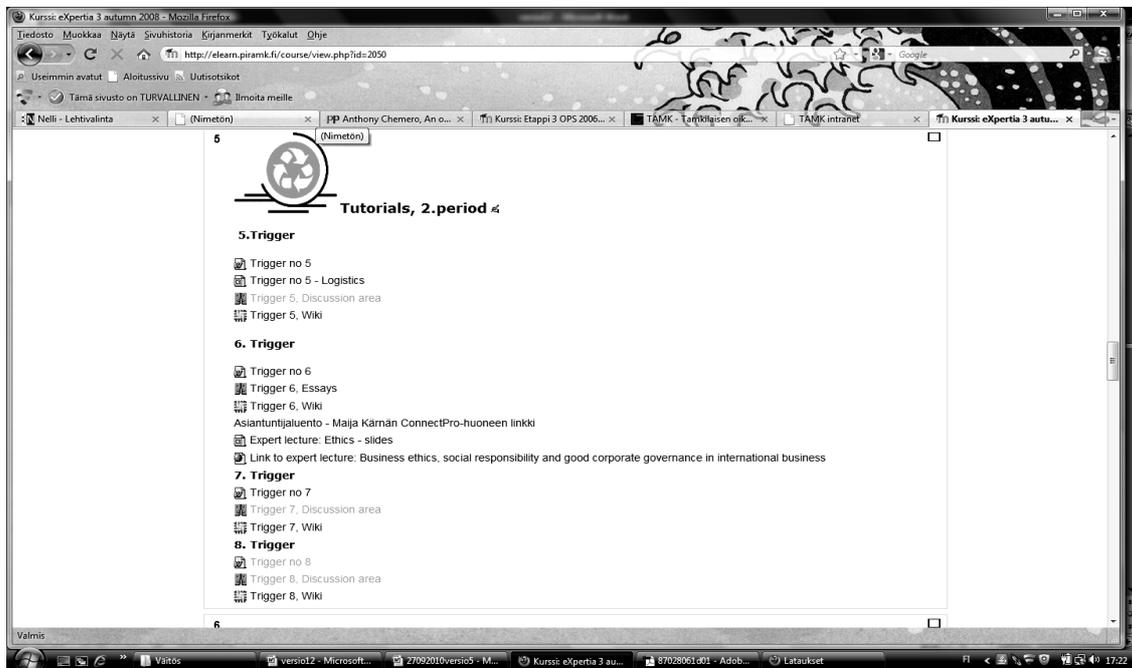 Kurssi: eXpertia 3 autumn 2008 - Mozilla Firefox
Tiedosto Muokkaa Näytä Sivuhistoria Kirjanmerkit Työkalut Ohje
http://elearn.piramk.fi/course/view.php?id=2050
Google
Useimmin avatut Aloitussivu Uutisotsikot
Tämä sivusto on TURVALLINEN Ilmoita meille
Nelli - Lehtivalinta (Nimetön) Anthony Chemero, An o... Kurssi: Etappi 3 OPS 2006... TAMK - Tamkilaisen oik... TAMK intranet Kurssi: eXpertia 3 autu...
(Nimetön)
5
Tutorials, 2.period
5.Trigger
Trigger no 5
Trigger no 5 - Logistics
Trigger 5, Discussion area
Trigger 5, Wiki
6. Trigger
Trigger no 6
Trigger 6, Essays
Trigger 6, Wiki
Asiantuntijaluento - Maija Kärnän ConnectPro-huoneen linkki
Expert lecture: Ethics - slides
Link to expert lecture: Business ethics, social responsibility and good corporate governance in international business
7. Trigger
Trigger no 7
Trigger 7, Discussion area
Trigger 7, Wiki
8. Trigger
Trigger no 8
Trigger 8, Discussion area
Trigger 8, Wiki
6
Valmis
Väitös versio12 - Microsoft... 27092010versio5 - M... Kurssi: eXpertia 3 au... 87028061d01 - Adob... Lataukset FI 17:22